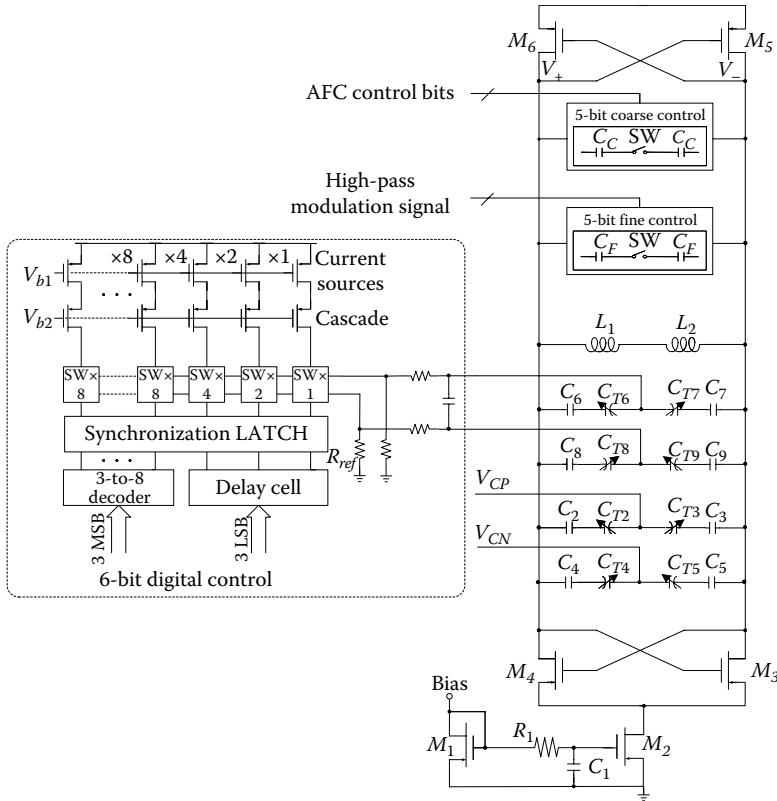 M6
M5
V+
V−
AFC control bits
5-bit coarse control
CC SW CC
High-pass
modulation signal
5-bit fine control
CF SW CF
×8 ×4 ×2 ×1
Current
sources
Vb1
· · ·
Vb2
Cascade
L1 L2
SW× 8
SW× 8
SW× 4
SW× 2
SW× 1
C6 CT6 CT7 C7
Synchronization LATCH
Rref
C8 CT8 CT9 C9
· · ·
3-to-8
decoder
Delay cell
VCP
C2 CT2 CT3 C3
3 MSB
3 LSB
VCN
C4 CT4 CT5 C5
6-bit digital control
M4
M3
Bias
M1
R1
C1
M2